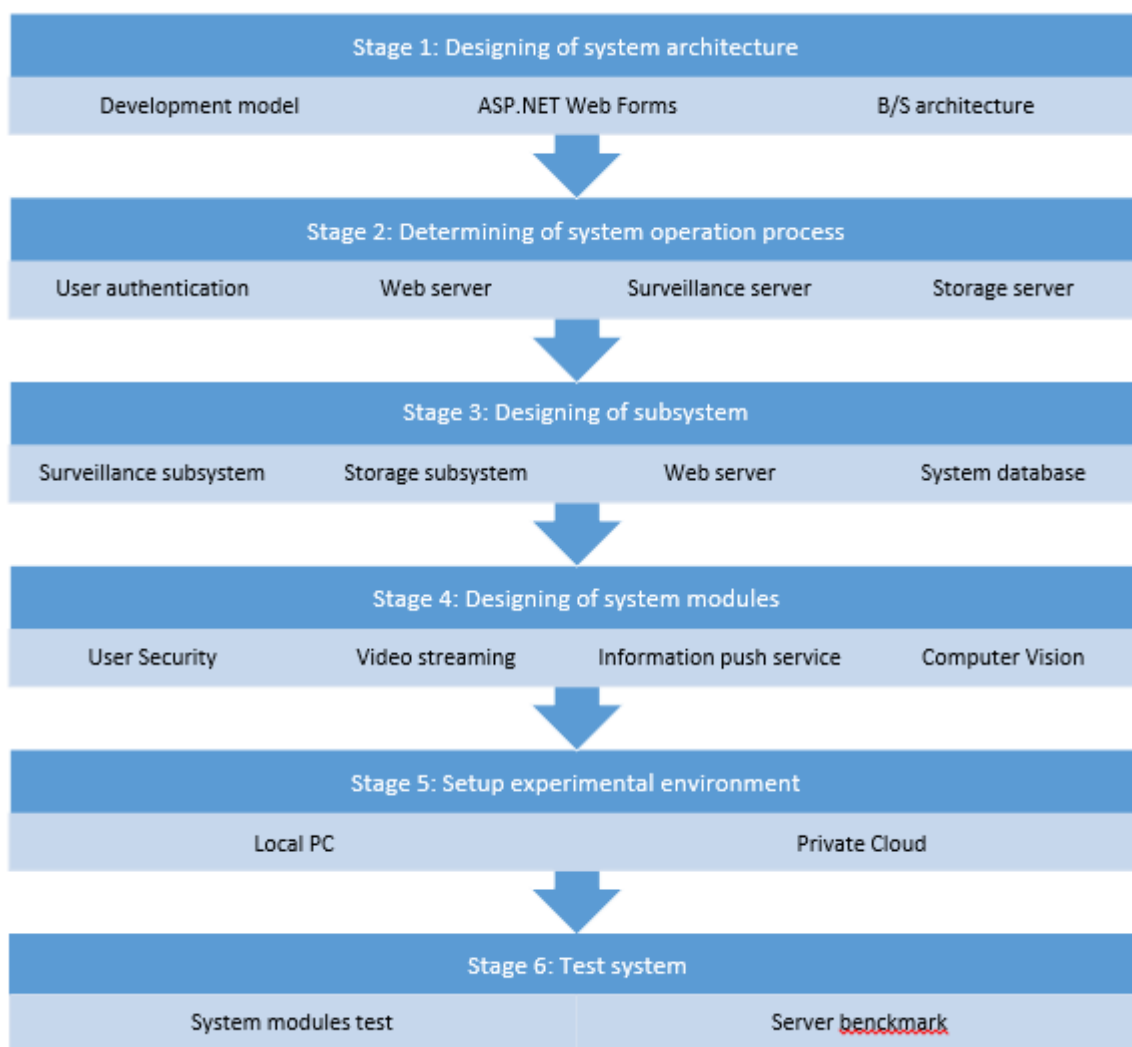 Stage 1: Designing of system architecture
Development model ASP.NET Web Forms B/S architecture
Stage 2: Determining of system operation process
User authentication Web server Surveillance server Storage server
Stage 3: Designing of subsystem
Surveillance subsystem Storage subsystem Web server System database
Stage 4: Designing of system modules
User Security Video streaming Information push service Computer Vision
Stage 5: Setup experimental environment
Local PC Private Cloud
Stage 6: Test system
System modules test Server benckmark